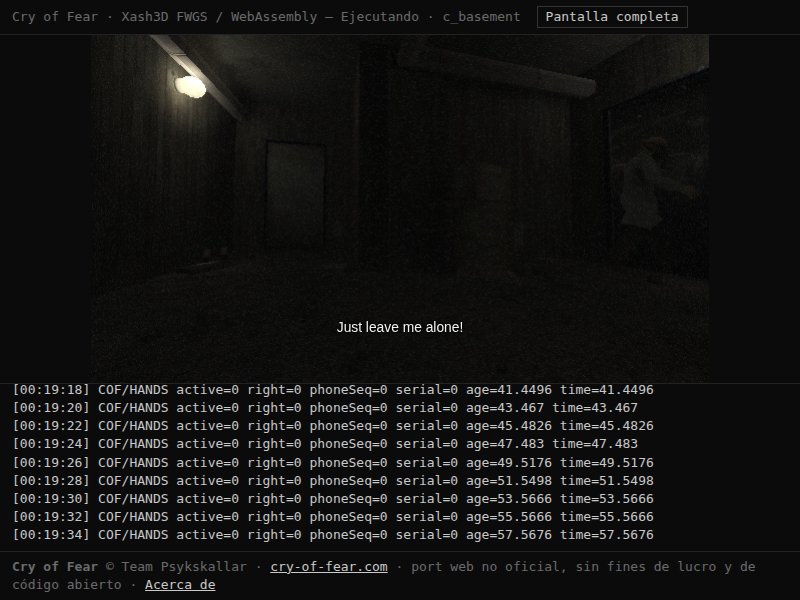 Cry of Fear · Xash3D FWGS / WebAssembly — Ejecutando · c_basement
Pantalla completa
Just leave me alone!
[00:19:18] COF/HANDS active=0 right=0 phoneSeq=0 serial=0 age=41.4496 time=41.4496
[00:19:20] COF/HANDS active=0 right=0 phoneSeq=0 serial=0 age=43.467 time=43.467
[00:19:22] COF/HANDS active=0 right=0 phoneSeq=0 serial=0 age=45.4826 time=45.4826
[00:19:24] COF/HANDS active=0 right=0 phoneSeq=0 serial=0 age=47.483 time=47.483
[00:19:26] COF/HANDS active=0 right=0 phoneSeq=0 serial=0 age=49.5176 time=49.5176
[00:19:28] COF/HANDS active=0 right=0 phoneSeq=0 serial=0 age=51.5498 time=51.5498
[00:19:30] COF/HANDS active=0 right=0 phoneSeq=0 serial=0 age=53.5666 time=53.5666
[00:19:32] COF/HANDS active=0 right=0 phoneSeq=0 serial=0 age=55.5666 time=55.5666
[00:19:34] COF/HANDS active=0 right=0 phoneSeq=0 serial=0 age=57.5676 time=57.5676
Cry of Fear © Team Psykskallar · cry-of-fear.com · port web no oficial, sin fines de lucro y de
código abierto · Acerca de